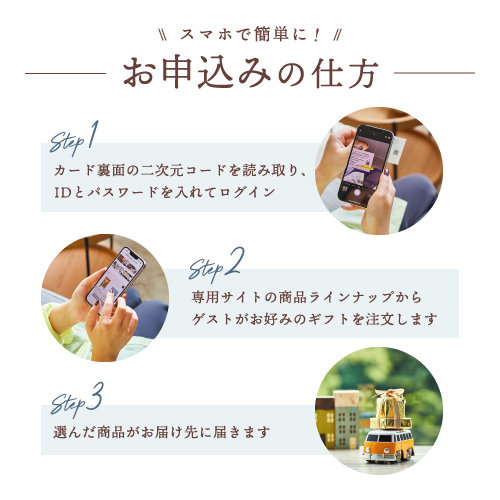 \\ スマホで簡単に! //
お申込みの仕方
Step 1
カード裏面の二次元コードを読み取り、
IDとパスワードを入れてログイン
Step 2
専用サイトの商品ラインナップから
ゲストがお好みのギフトを注文します
Step 3
選んだ商品がお届け先に届きます